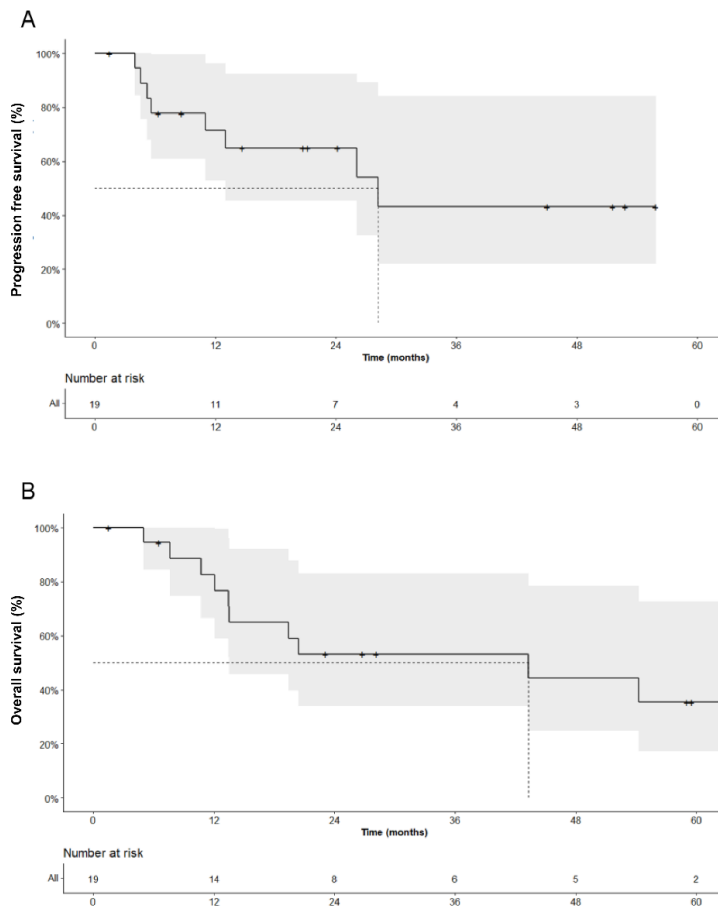 A
100%
80%
60%
40%
20%
0%
Progression free survival (%)
0 12 24 36 48 60
Time (months)
Number at risk
All 19 11 7 4 3 0
0 12 24 36 48 60
B
100%
80%
60%
40%
20%
0%
Overall survival (%)
0 12 24 36 48 60
Time (months)
Number at risk
All 19 14 8 6 5 2
0 12 24 36 48 60